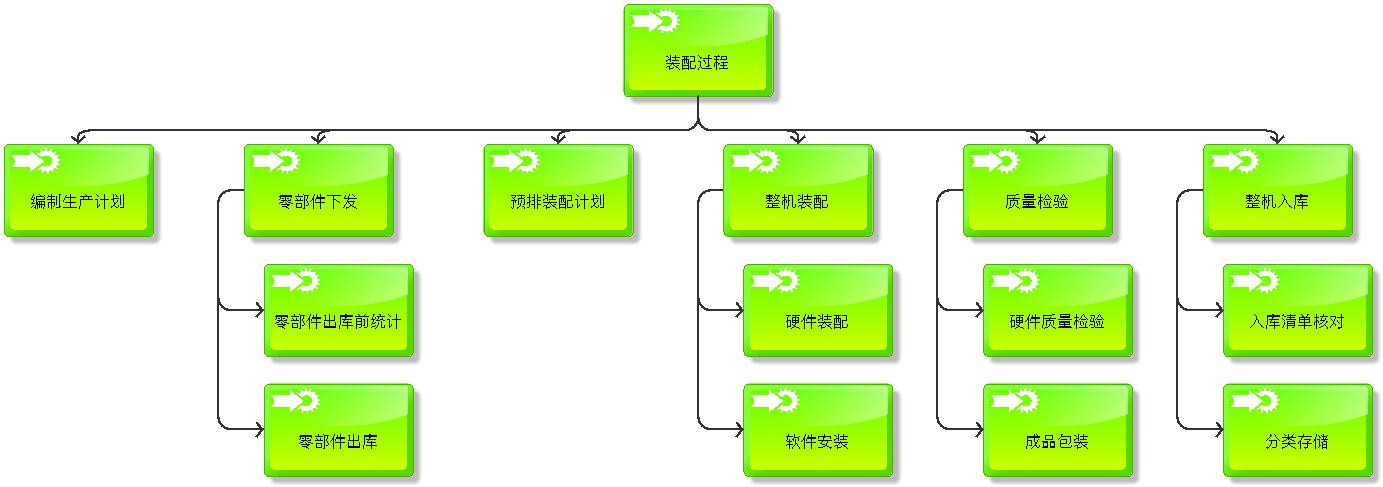 装配过程
编制生产计划
零部件下发
预排装配计划
整机装配
质量检验
整机入库
零部件出库前统计
硬件装配
硬件质量检验
入库清单核对
零部件出库
软件安装
成品包装
分类存储